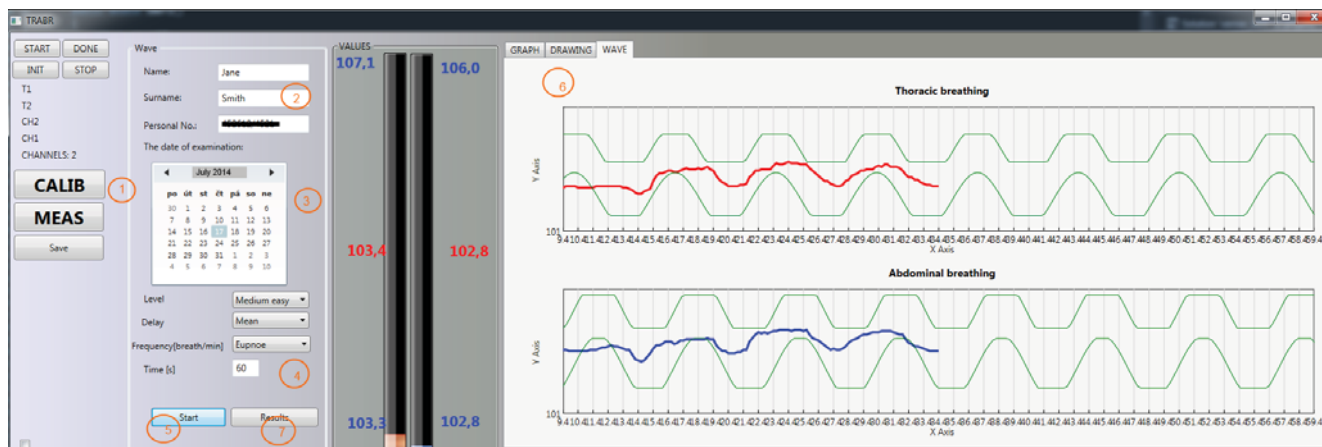 TRABR
START DONE
INIT STOP
T1
T2
CH2
CH1
CHANNELS: 2
CALIB
MEAS
Save
1
Wave
Name: Jane
Surname: Smith
2
Personal No.:
The date of examination:
July 2014
po út st čt pá so ne
30 1 2 3 4 5 6
7 8 9 10 11 12 13
14 15 16 17 18 19 20
21 22 23 24 25 26 27
28 29 30 31 1 2 3
4 5 6 7 8 9 10
3
Level Medium easy
Delay Mean
Frequency[breath/min] Eupnoe
Time [s] 60
4
Start Results
5 7
VALUES
107,1 106,0
103,4 102,8
103,3 102,8
GRAPH DRAWING WAVE
6
Thoracic breathing
Y Axis
101
X Axis
Abdominal breathing
Y Axis
101
X Axis